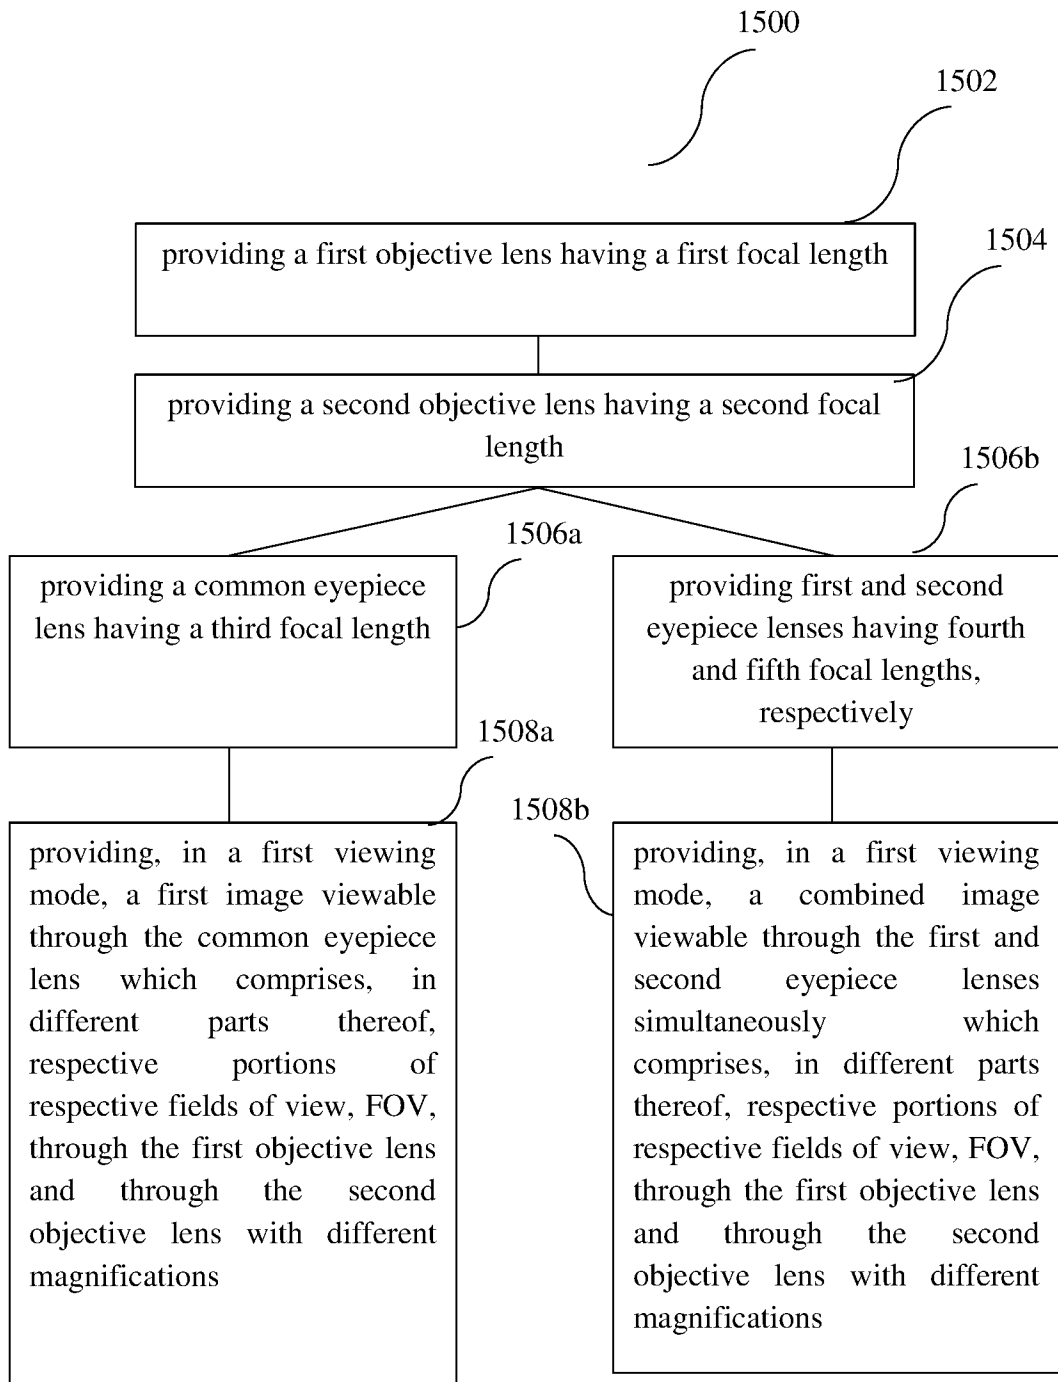 1500
1502
providing a first objective lens having a first focal length
1504
providing a second objective lens having a second focal
length
1506b
1506a
providing a common eyepiece
lens having a third focal length
providing first and second
eyepiece lenses having fourth
and fifth focal lengths,
respectively
1508a
1508b
providing, in a first viewing
mode, a first image viewable
through the common eyepiece
lens which comprises, in
different parts thereof,
respective portions of
respective fields of view, FOV,
through the first objective lens
and through the second
objective lens with different
magnifications
providing, in a first viewing
mode, a combined image
viewable through the first and
second eyepiece lenses
simultaneously which
comprises, in different parts
thereof, respective portions of
respective fields of view, FOV,
through the first objective lens
and through the second
objective lens with different
magnifications